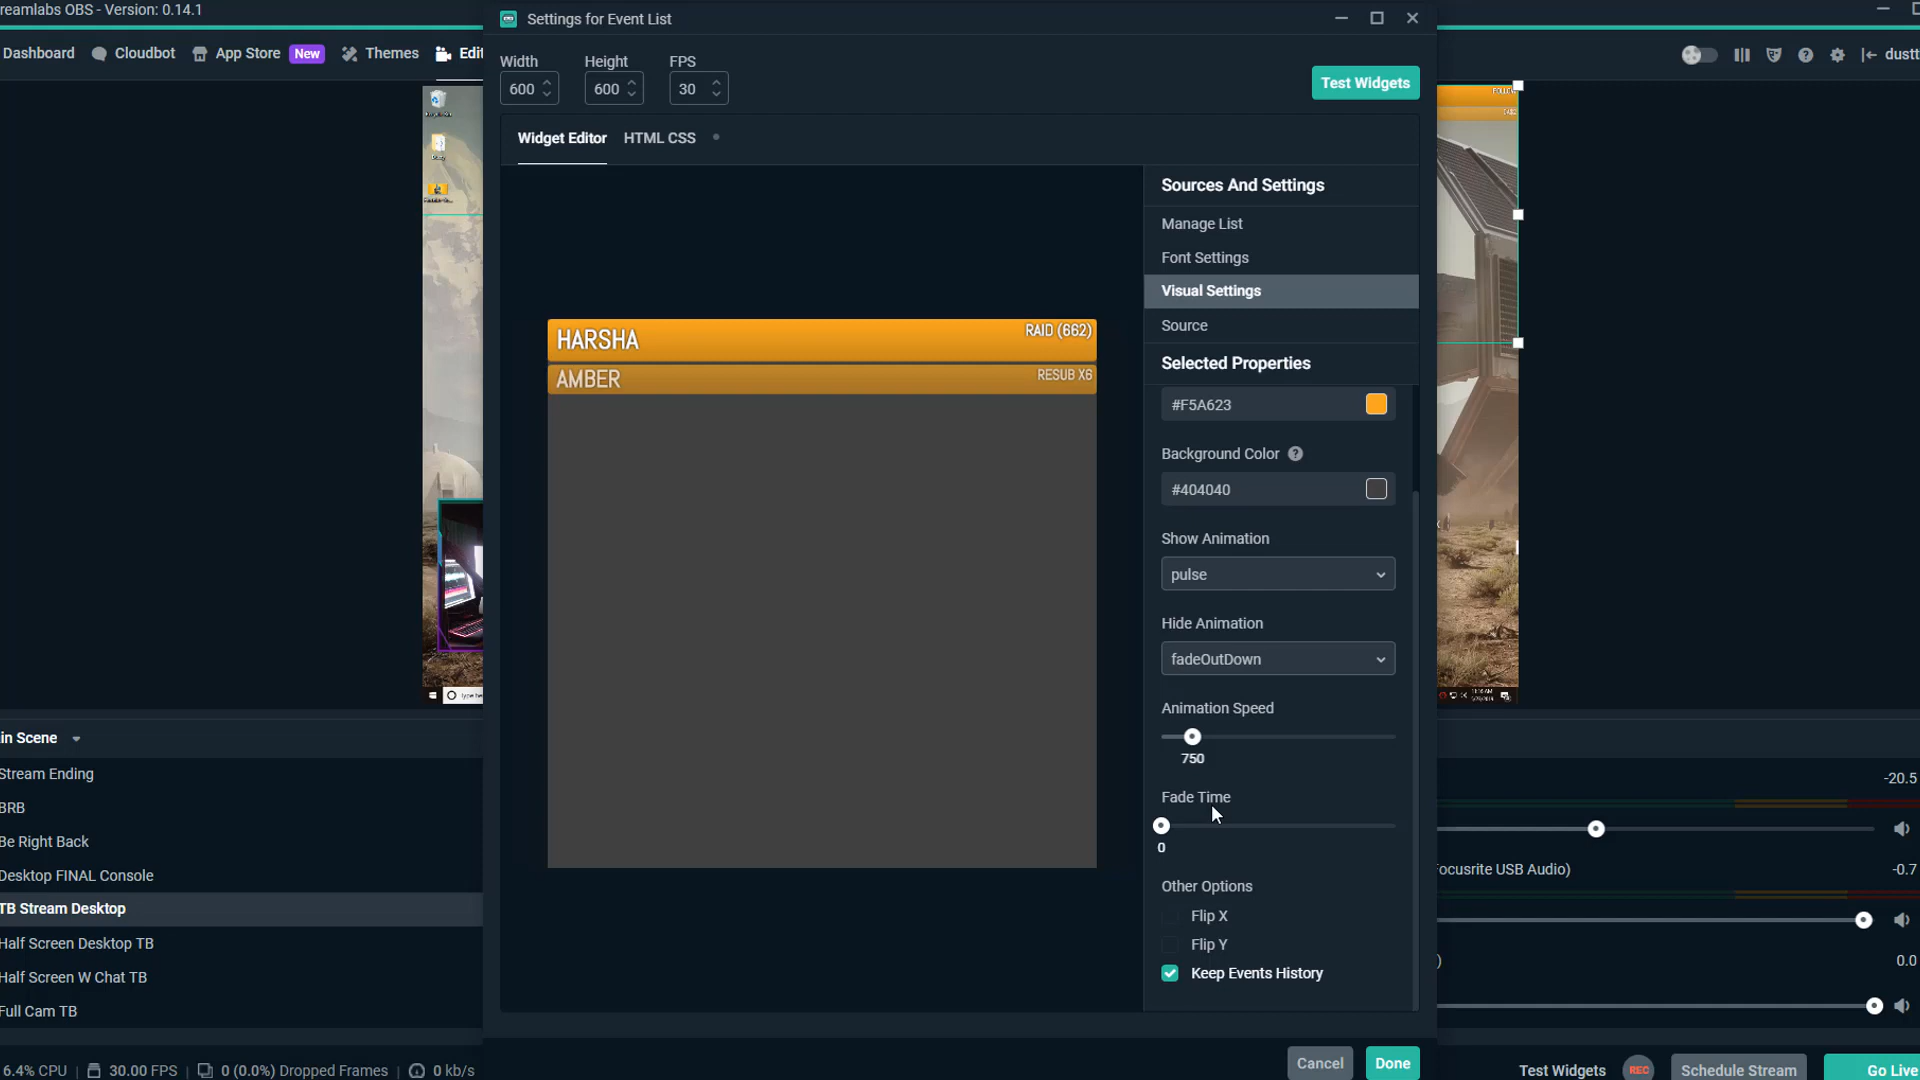 reamlabs OBS - Version: 0.14.1
Settings for Event List
Dashboard
Cloudbot
App Store
New
Themes
Edit
dustt
Width
Height
FPS
600
600
30
Test Widgets
Widget Editor
HTML CSS
Sources And Settings
Manage List
Font Settings
Visual Settings
Source
Selected Properties
#F5A623
Background Color
#404040
Show Animation
pulse
Hide Animation
fadeOutDown
Animation Speed
750
Fade Time
0
Other Options
Flip X
Flip Y
Keep Events History
HARSHA
RAID (662)
AMBER
RESUB X6
in Scene
Stream Ending
BRB
Be Right Back
Desktop FINAL Console
TB Stream Desktop
Half Screen Desktop TB
Half Screen W Chat TB
Full Cam TB
-20.5
Focusrite USB Audio)
-0.7
)
0.0
Cancel
Done
6.4% CPU
30.00 FPS
0 (0.0%) Dropped Frames
0 kb/s
Test Widgets
REC
Schedule Stream
Go Live